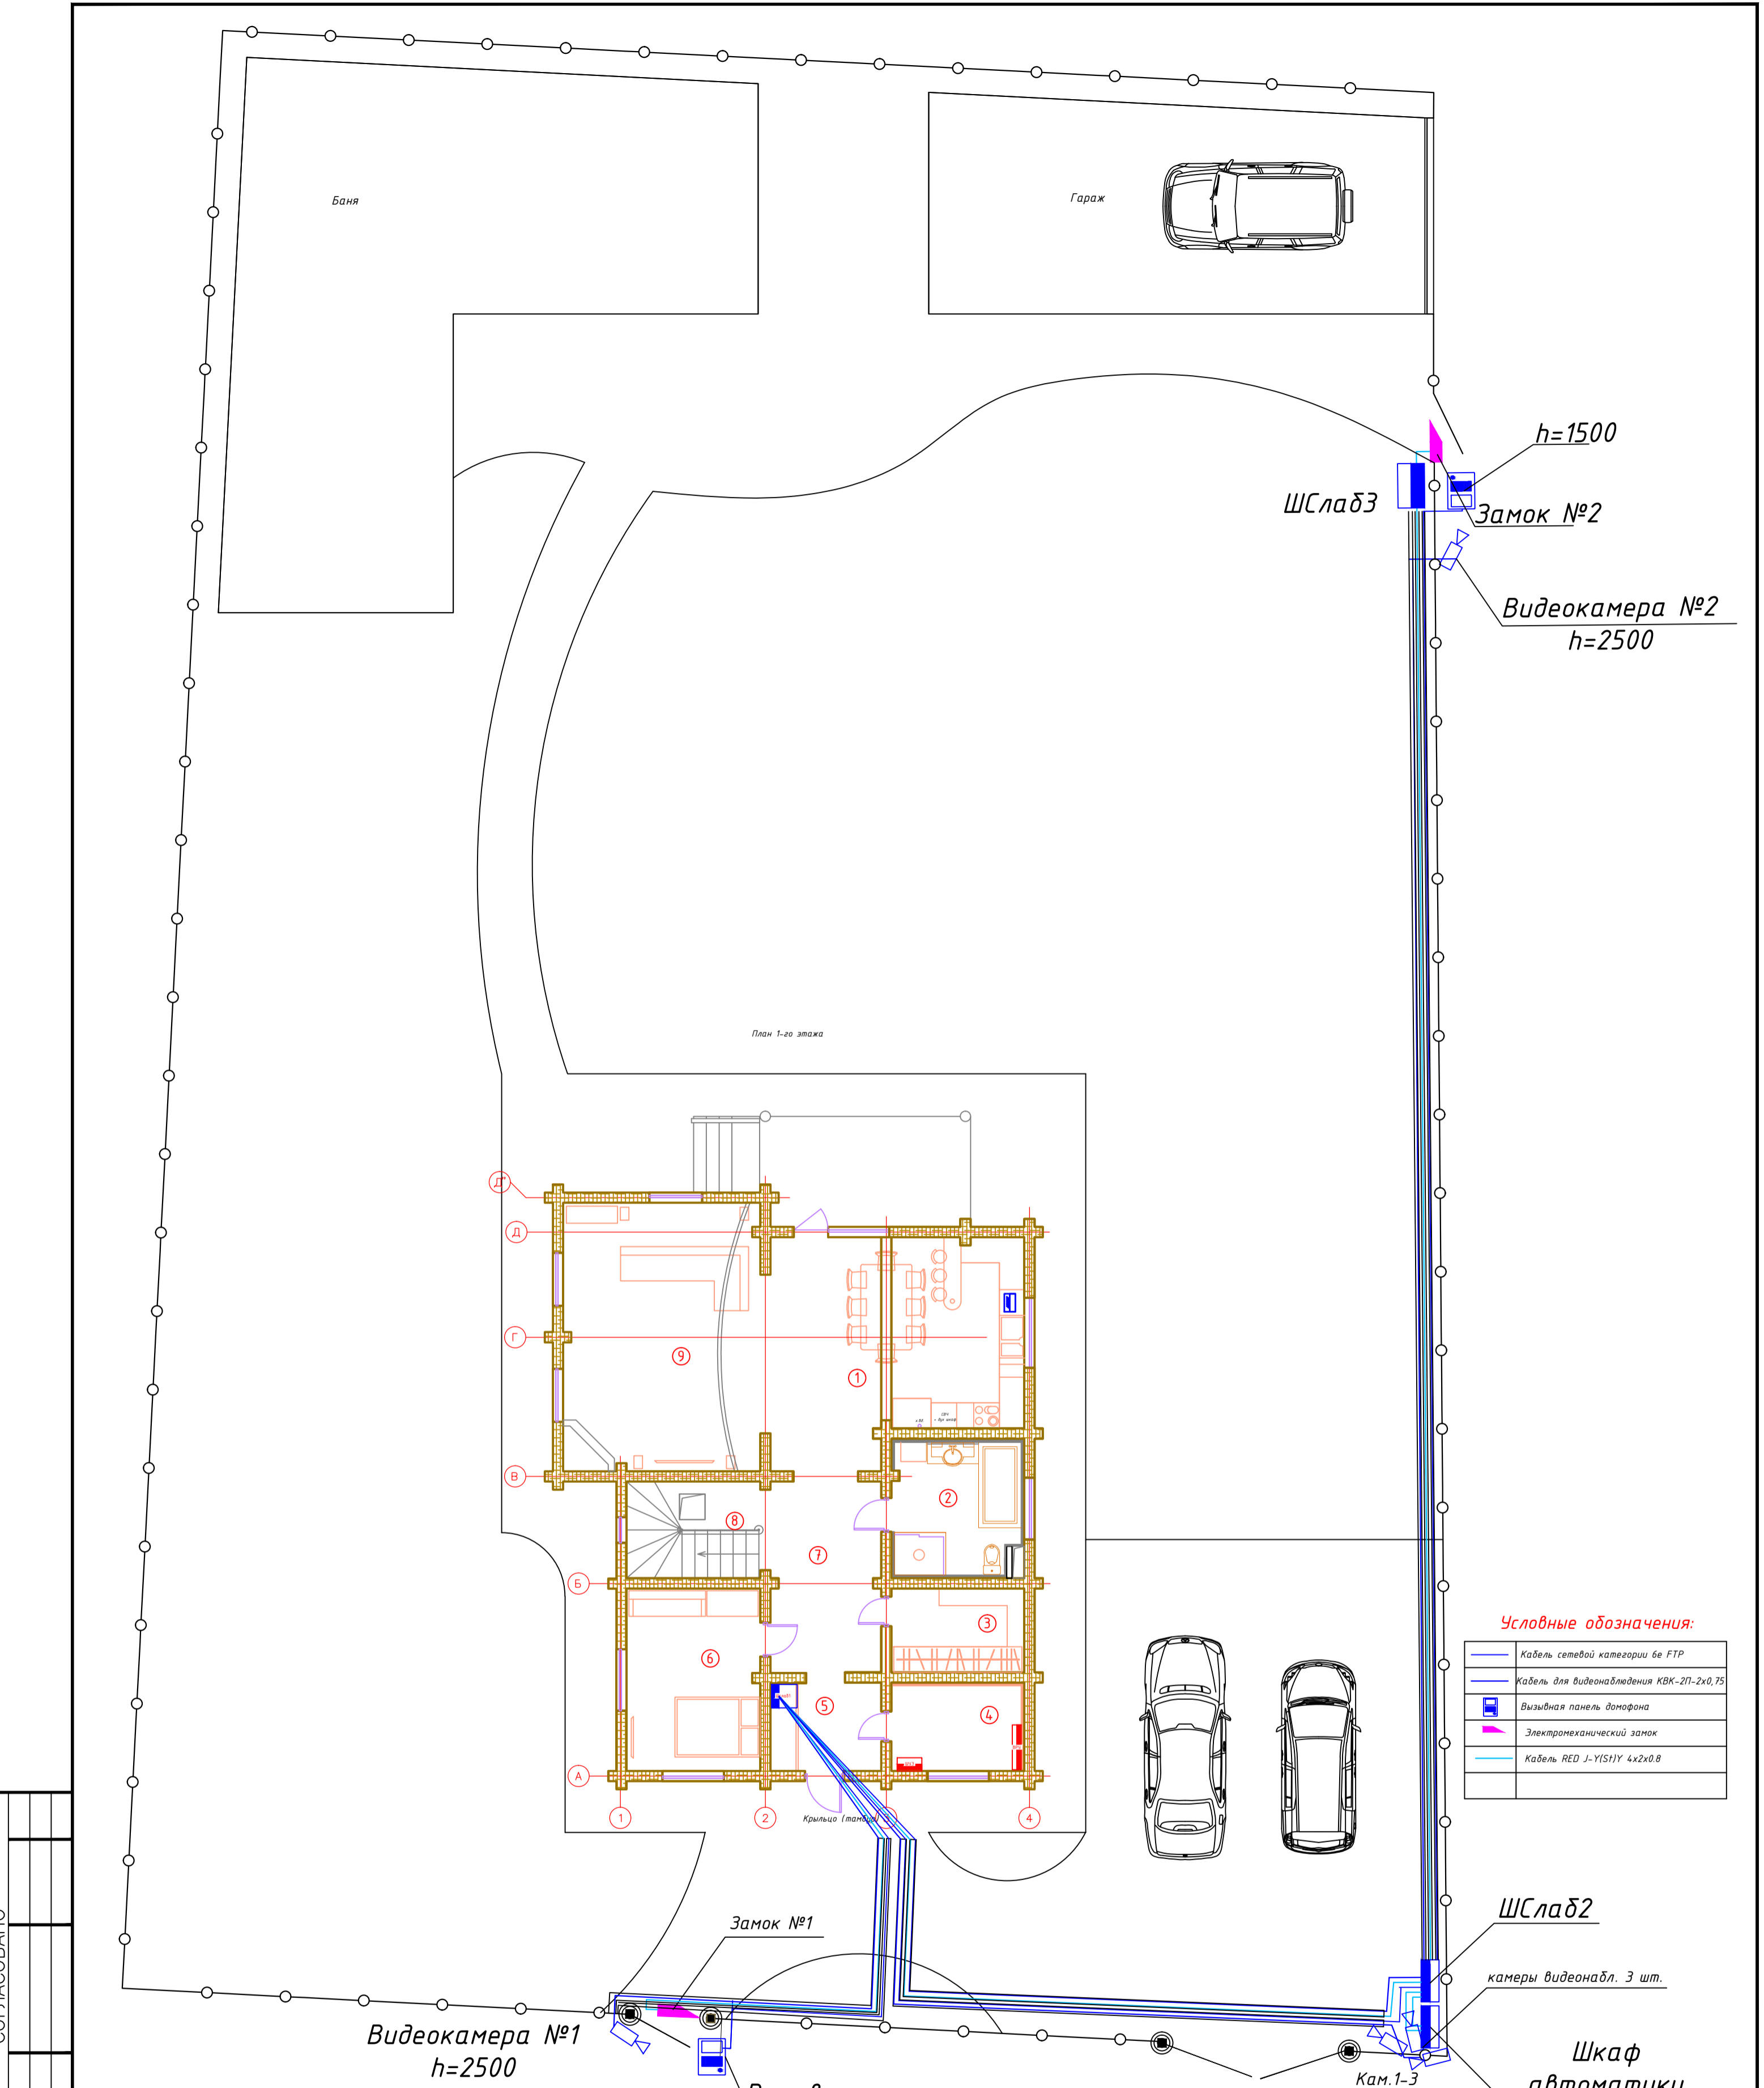 Баня
Гараж
h=1500
ШСлаб3
Замок №2
Видеокамера №2
h=2500
План 1-го этажа
Д"
Д
Г
9
1
В
2
8
7
Б
3
6
5
4
А
1
2
4
Крыльцо (тамбур)
Условные обозначения:
Кабель сетевой категории 6е FTP
Кабель для видеонаблюдения КВК-2П-2х0,75
Вызывная панель домофона
Электромеханический замок
Кабель RED J-Y(St)Y 4x2x0.8
ШСлаб2
Замок №1
камеры видеонабл. 3 шт.
Видеокамера №1
h=2500
Шкаф
автоматики
Кам.1-3
СОГЛАСОВАНО